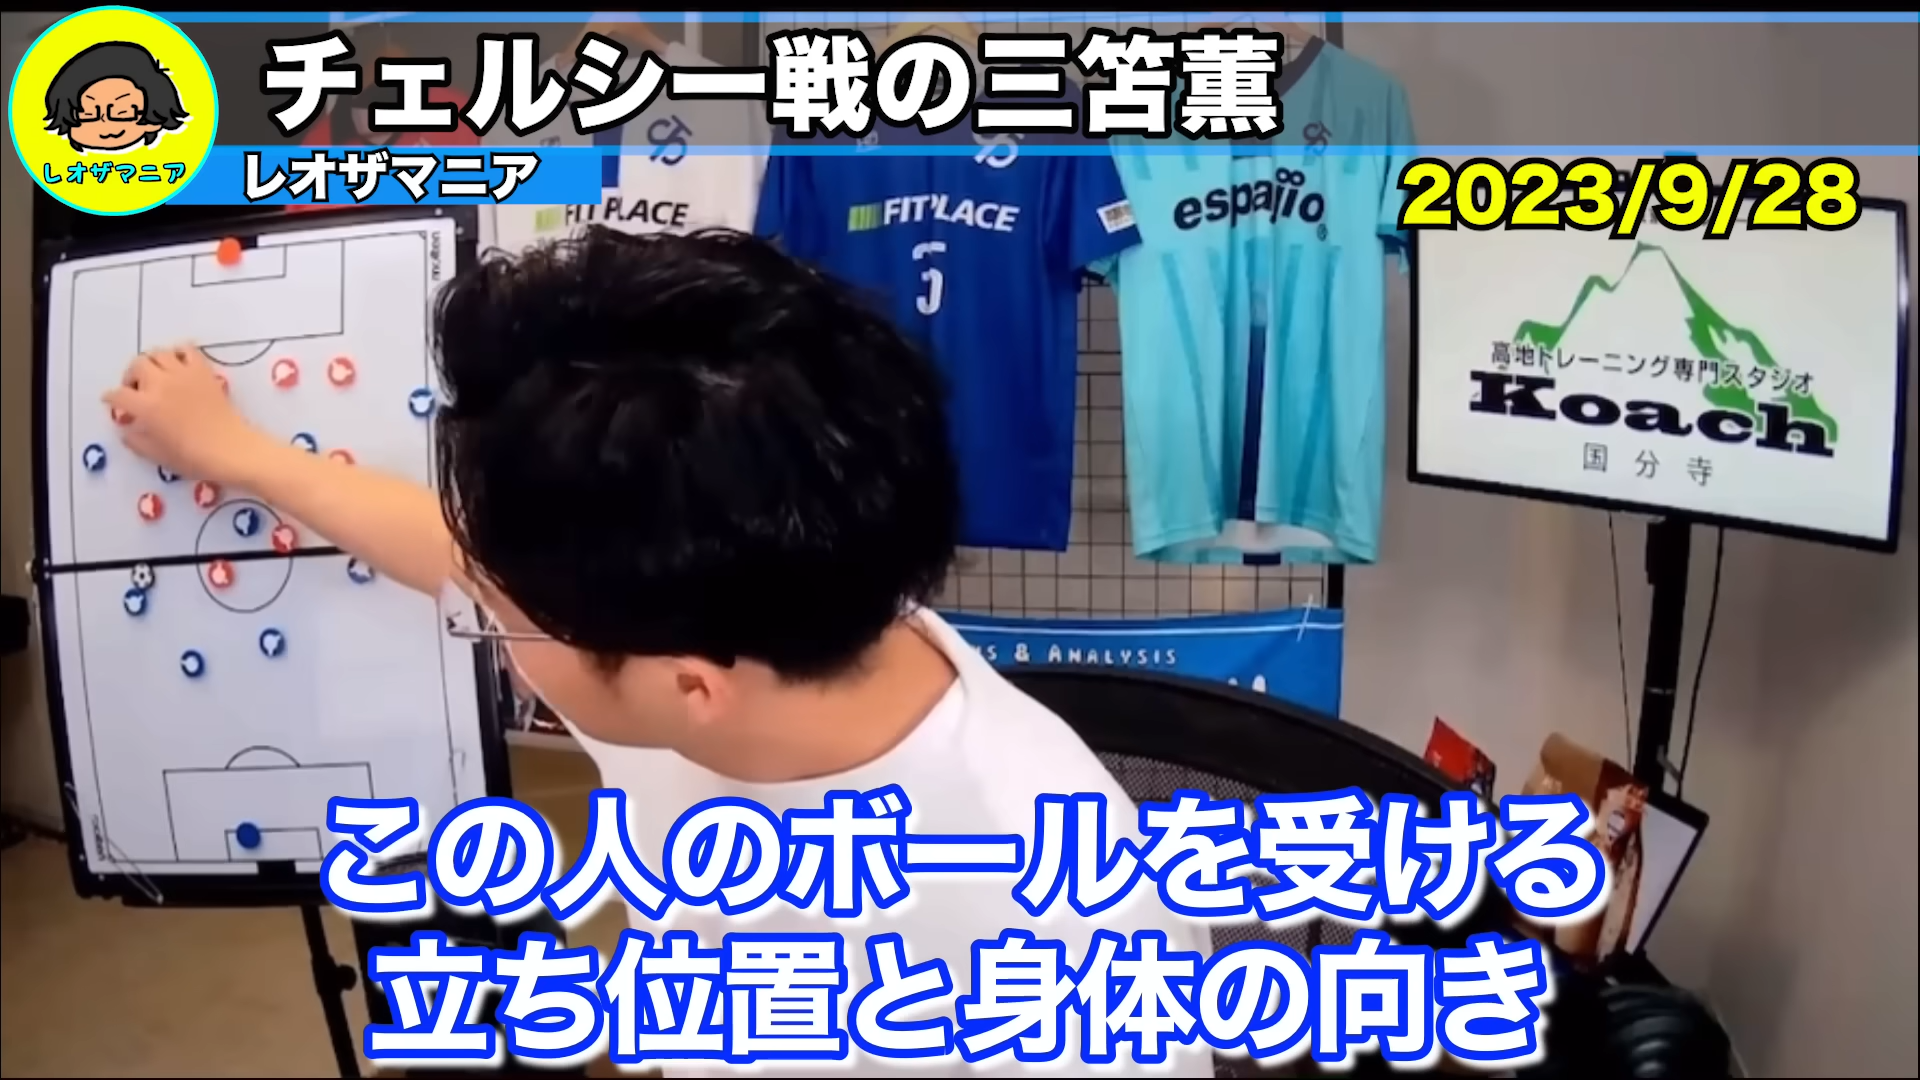 チェルシー戦の三笘薫
レオザマニア
レオザマニア
2023/9/28
FITPLACE
FITPLACE
espajio
高地トレーニング専門スタジオ
Koach
国分寺
& ANALYSIS
この人のボールを受ける
立ち位置と身体の向き